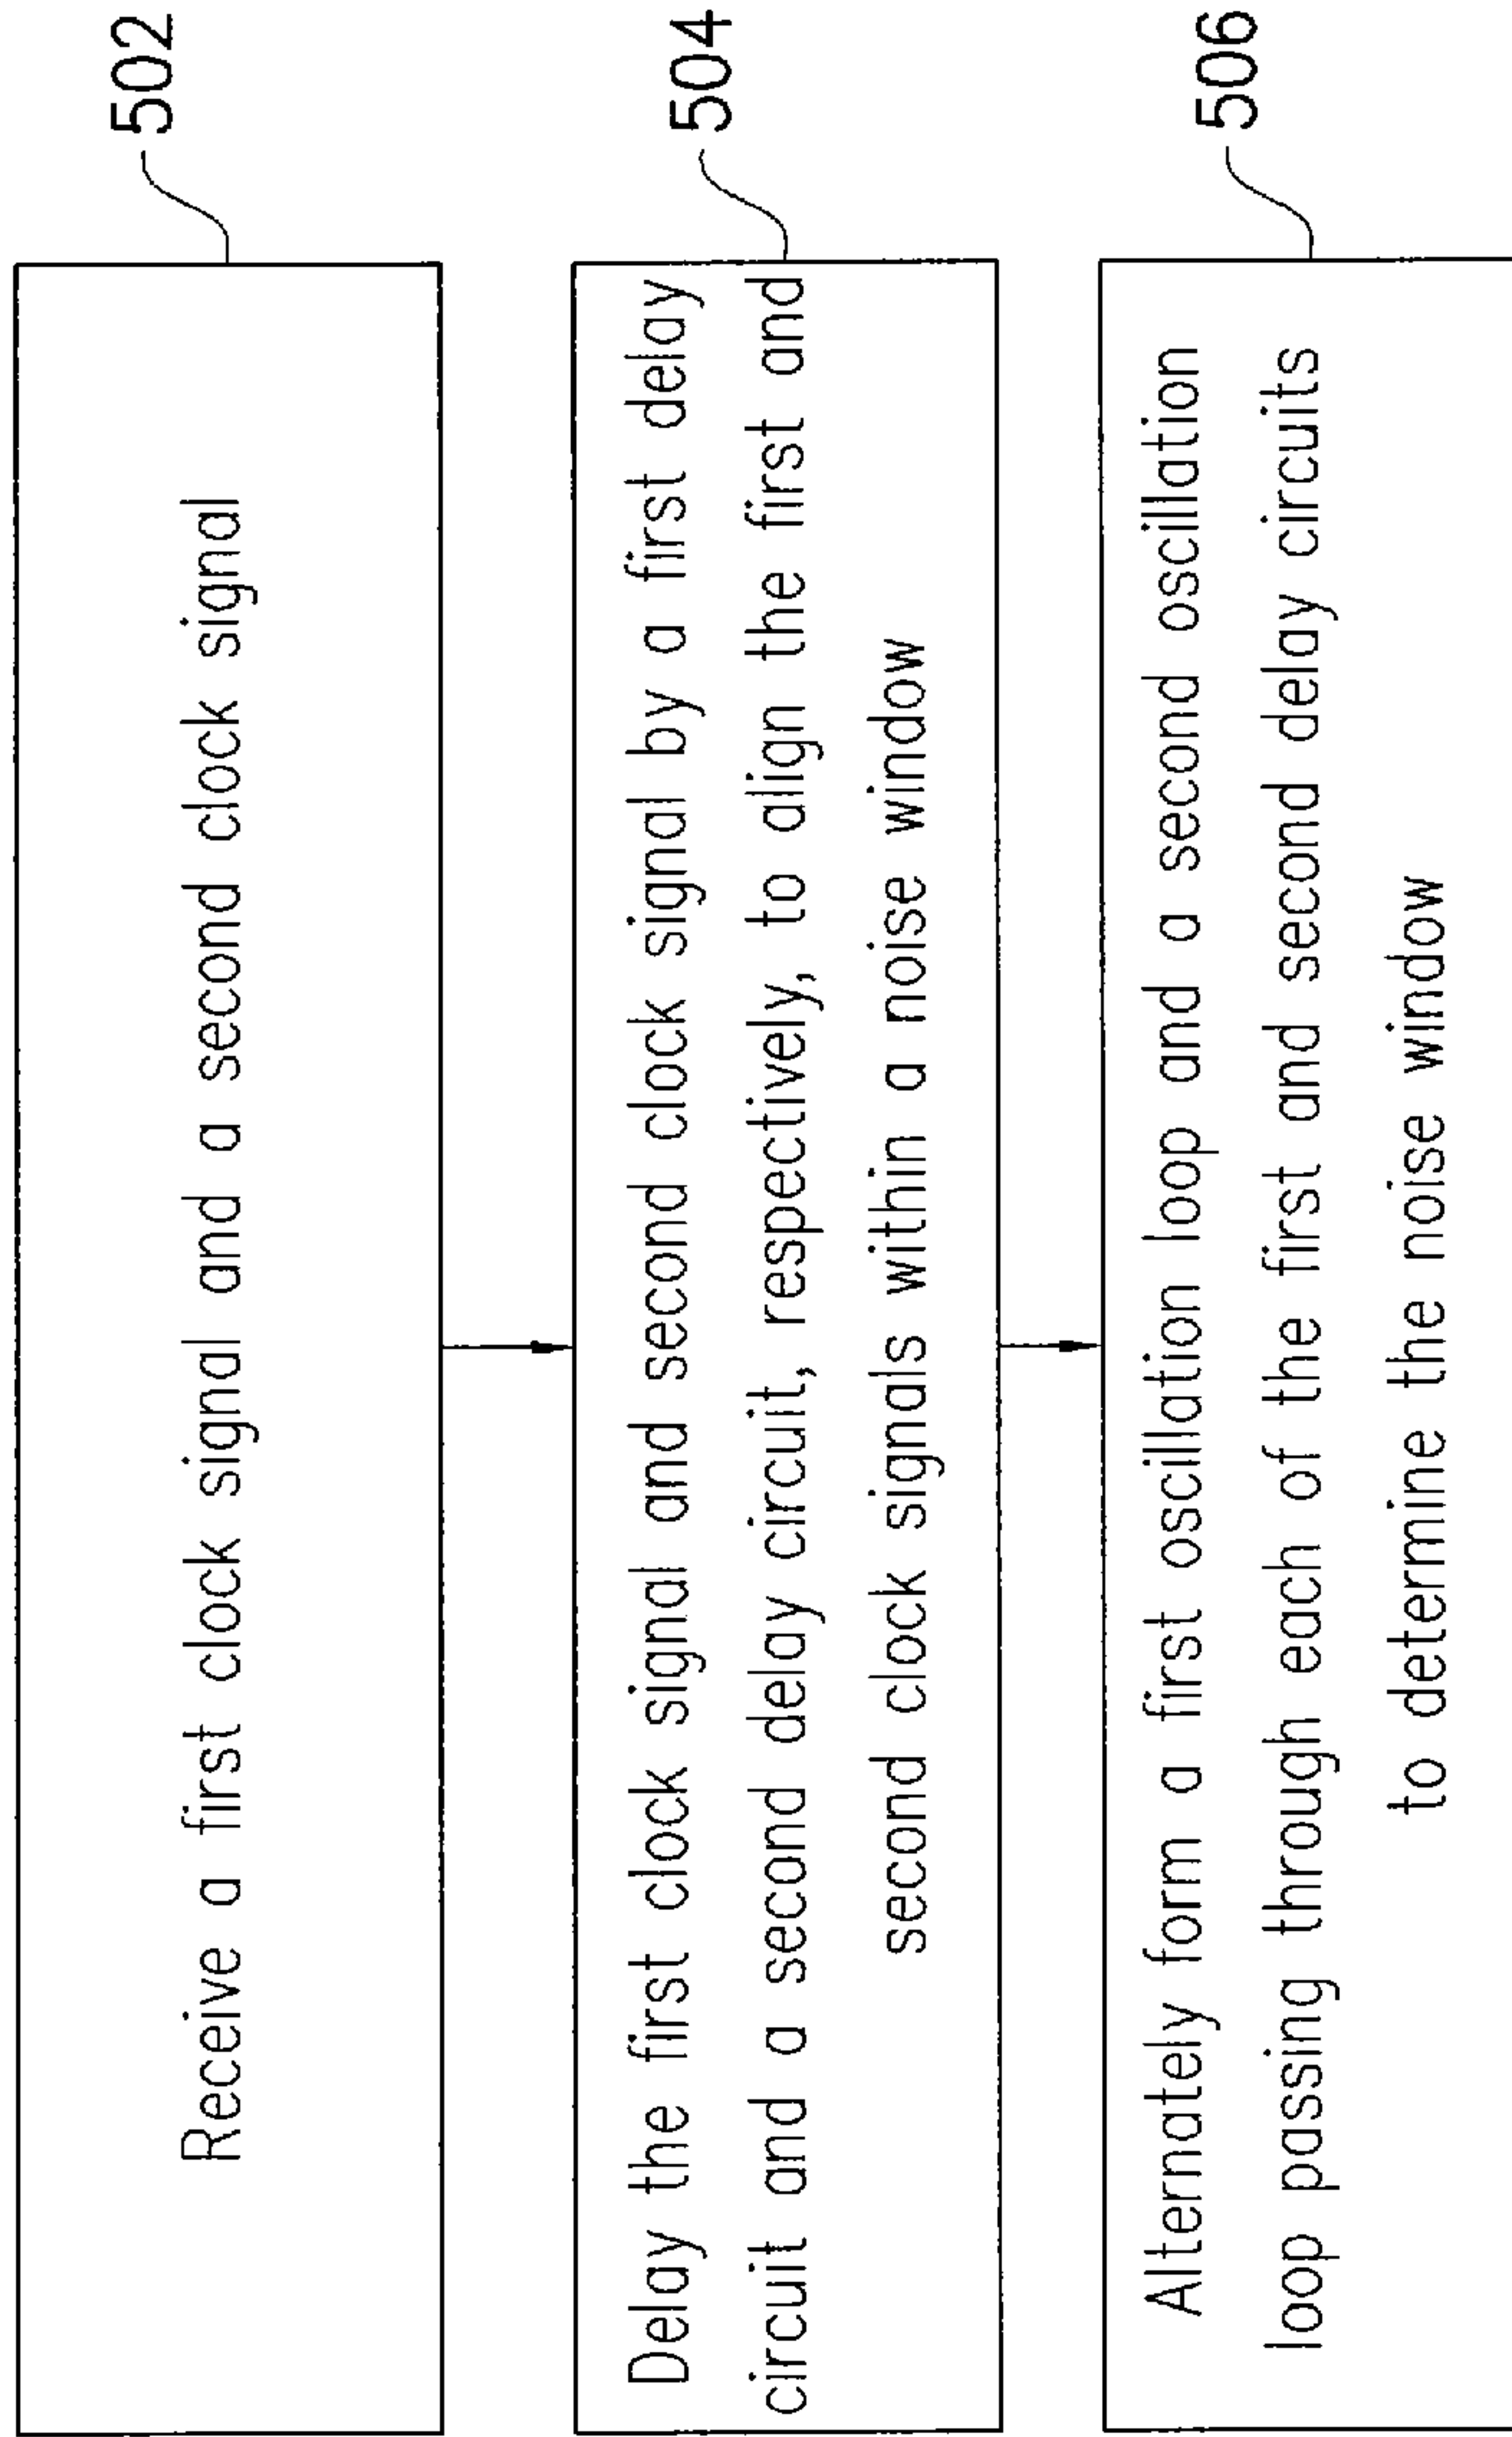 Receive a first clock signal and a second clock signal
502
Delay the first clock signal and second clock signal by a first delay
circuit and a second delay circuit, respectively, to align the first and
second clock signals within a noise window
504
Alternately form a first oscillation loop and a second oscillation
loop passing through each of the first and second delay circuits
to determine the noise window
506